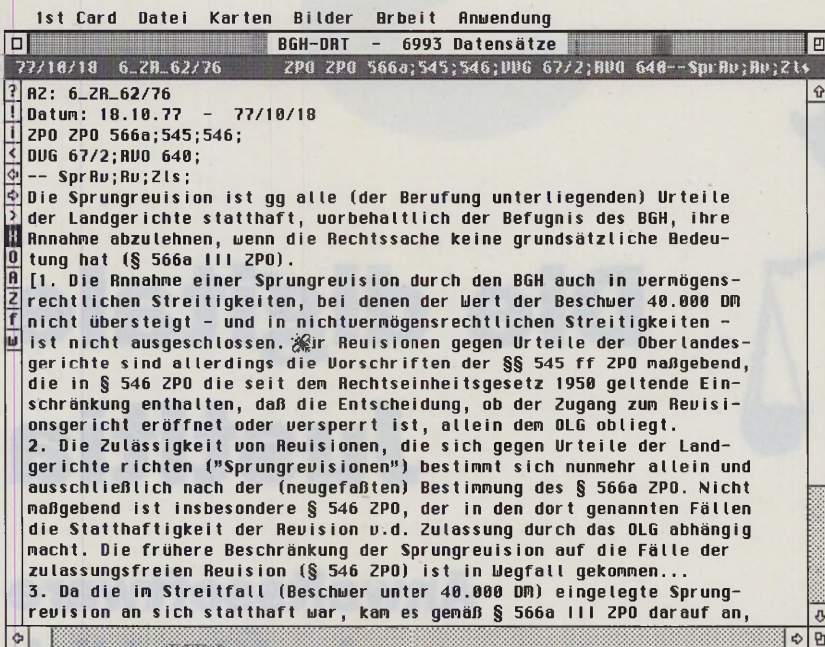 1st Card Datei Karten Bilder Arbeit Anwendung
BGH-DAT - 6993 Datensätze
77/10/18 6_ZR_62/76 ZPO ZPO 566a;545;546;DVG 67/2;RVO 640--SprRv;Rv;Zls
AZ: 6_ZR_62/76
Datum: 18.10.77 - 77/10/18
ZPO ZPO 566a;545;546;
DVG 67/2;RVO 640;
-- SprRv;Rv;Zls;
Die Sprungrevision ist gg alle (der Berufung unterliegenden) Urteile
der Landgerichte statthaft, vorbehaltlich der Befugnis des BGH, ihre
Annahme abzulehnen, wenn die Rechtssache keine grundsätzliche Bedeu-
tung hat (§ 566a III ZPO).
[1. Die Annahme einer Sprungrevision durch den BGH auch in vermögens-
rechtlichen Streitigkeiten, bei denen der Wert der Beschwer 40.000 DM
nicht übersteigt - und in nichtvermögensrechtlichen Streitigkeiten -
ist nicht ausgeschlossen. Für Revisionen gegen Urteile der Oberlandes-
gerichte sind allerdings die Vorschriften der §§ 545 ff ZPO maßgebend,
die in § 546 ZPO die seit dem Rechtseinheitsgesetz 1950 geltende Ein-
schränkung enthalten, daß die Entscheidung, ob der Zugang zum Revisi-
onsgericht eröffnet oder versperrt ist, allein dem OLG obliegt.
2. Die Zulässigkeit von Revisionen, die sich gegen Urteile der Land-
gerichte richten ("Sprungrevisionen") bestimmt sich nunmehr allein und
ausschließlich nach der (neugefaßten) Bestimmung des § 566a ZPO. Nicht
maßgebend ist insbesondere § 546 ZPO, der in den dort genannten Fällen
die Statthaftigkeit der Revision v.d. Zulassung durch das OLG abhängig
macht. Die frühere Beschränkung der Sprungrevision auf die Fälle der
zulassungsfreien Revision (§ 546 ZPO) ist in Wegfall gekommen...
3. Da die im Streitfall (Beschwer unter 40.000 DM) eingelegte Sprung-
revision an sich statthaft war, kam es gemäß § 566a III ZPO darauf an,